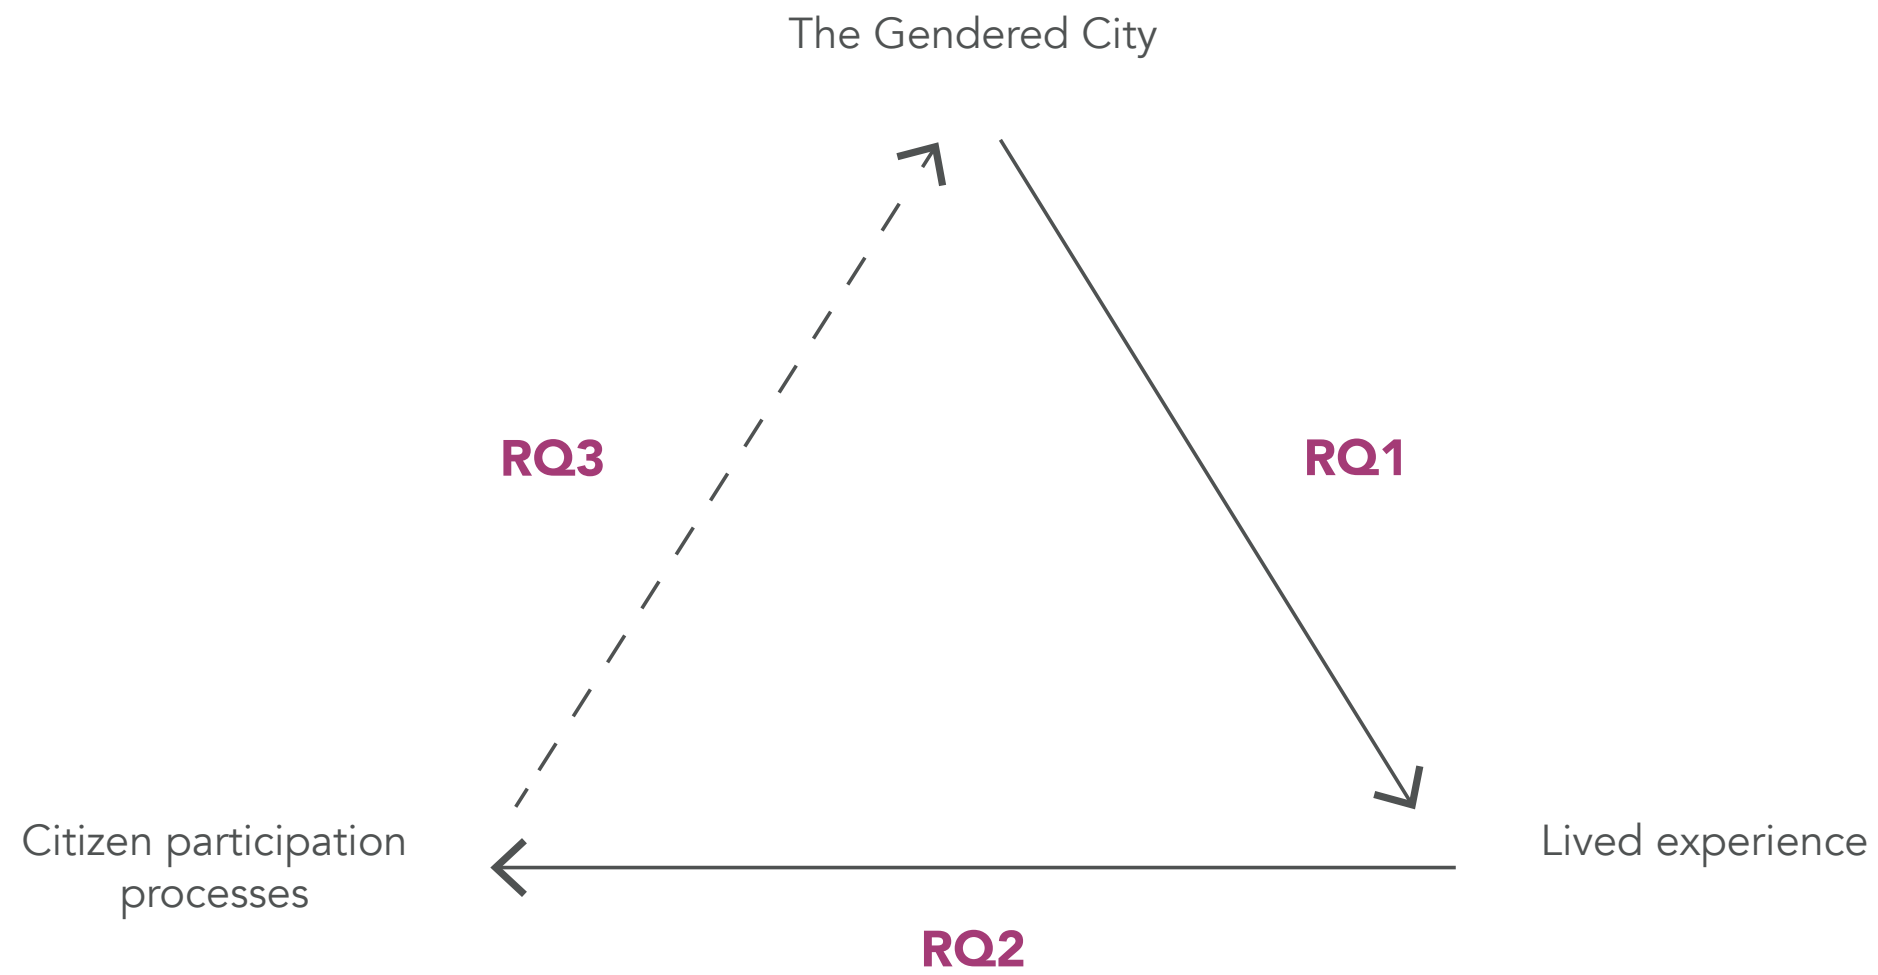 The Gendered City
RQ3
RQ1
Citizen participation
processes
Lived experience
RQ2